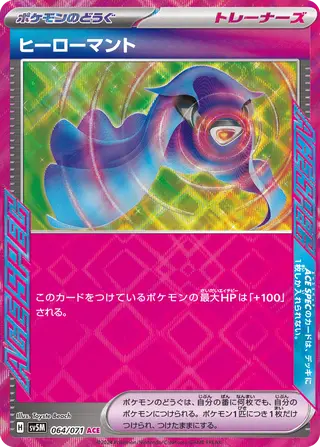 ポケモンのどうぐ
トレーナーズ
ヒーローマント
ACE SPEC
ACE SPEC
ACE SPECのカードは、デッキに
1枚しか入れられない。
このカードをつけているポケモンの最大HPは「+100」
される。
Illus. Toyste Beach
H SV5M 064/071 ACE
ポケモンのどうぐは、自分の番に何枚でも、自分の
ポケモンにつけられる。ポケモン1匹につき1枚だけ
つけられ、つけたままにする。